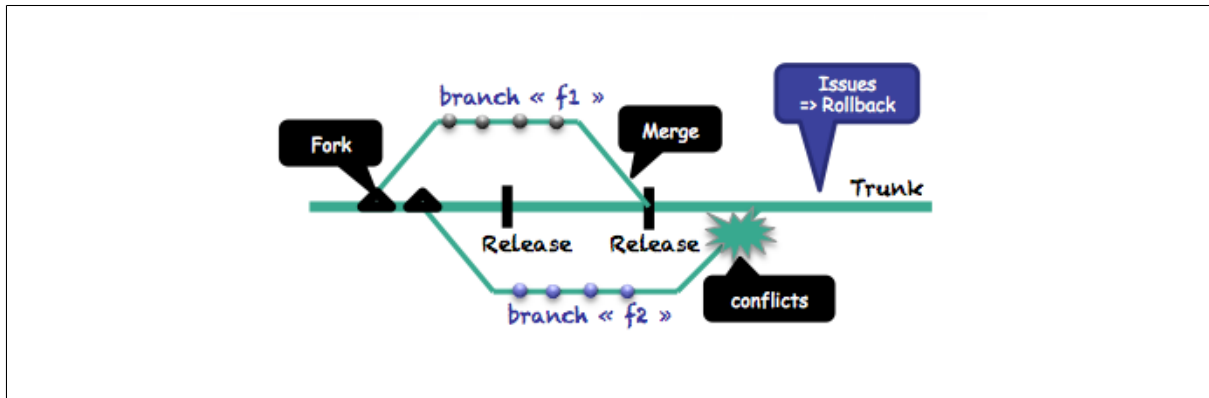 branch « f1 »
Issues
=> Rollback
Fork
Merge
Trunk
Release
Release
conflicts
branch « f2 »